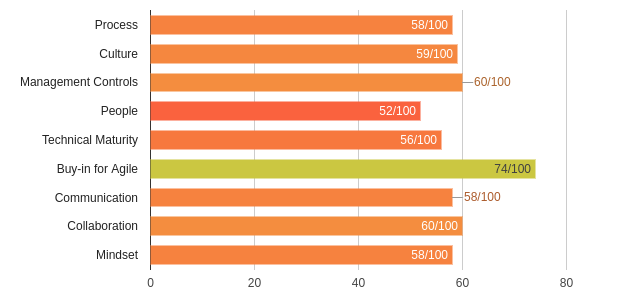 Process 58/100
Culture 59/100
Management Controls 60/100
People 52/100
Technical Maturity 56/100
Buy-in for Agile 74/100
Communication 58/100
Collaboration 60/100
Mindset 58/100
0 20 40 60 80